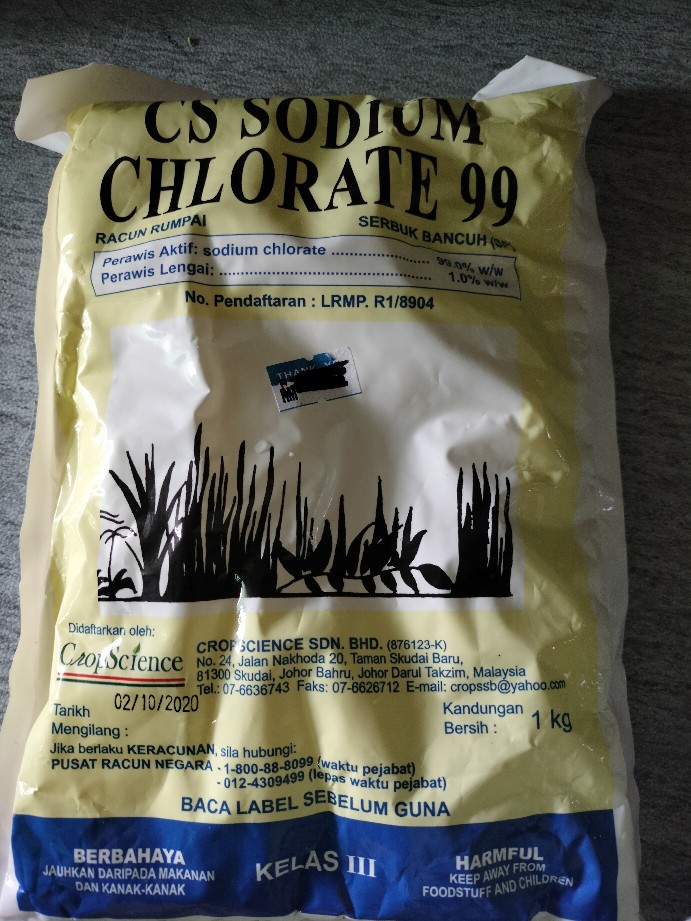 CS SODIUM
CHLORATE 99
RACUN RUMPAI SERBUK BANCUH (SP)
Perawis Aktif: sodium chlorate .................... 99.0% w/w
Perawis Lengai: .......................................... 1.0% w/w
No. Pendaftaran : LRMP. R1/8904
THANK
Didaftarkan oleh:
CropScience
CROPSCIENCE SDN. BHD. (876123-K)
No. 24, Jalan Nakhoda 20, Taman Skudai Baru,
81300 Skudai, Johor Bahru, Johor Darul Takzim, Malaysia
Tel.: 07-6636743 Faks: 07-6626712 E-mail: cropssb@yahoo.com
Tarikh 02/10/2020
Mengilang :
Kandungan
Bersih : 1 kg
Jika berlaku KERACUNAN, sila hubungi:
PUSAT RACUN NEGARA - 1-800-88-8099 (waktu pejabat)
- 012-4309499 (lepas waktu pejabat)
BACA LABEL SEBELUM GUNA
BERBAHAYA
JAUHKAN DARIPADA MAKANAN
DAN KANAK-KANAK
KELAS III
HARMFUL
KEEP AWAY FROM
FOODSTUFF AND CHILDREN